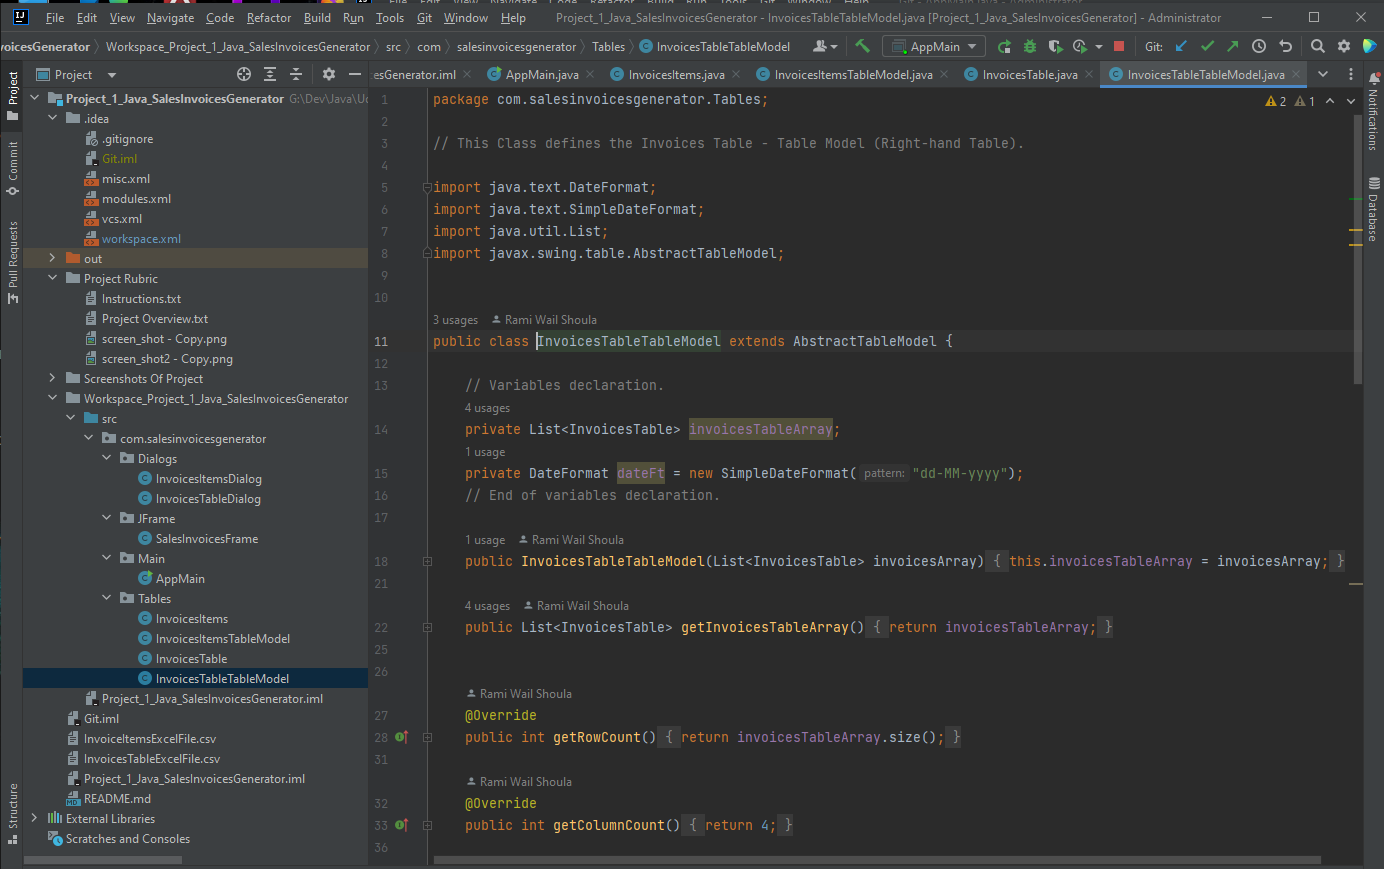 File Edit View Navigate Code Refactor Build Run Tools Git Window Help Project_1_Java_SalesInvoicesGenerator - InvoicesTableTableModel.java [Project_1_Java_SalesInvoicesGenerator] - Administrator
voicesGenerator Workspace_Project_1_Java_SalesInvoicesGenerator src com salesinvoicesgenerator Tables InvoicesTableTableModel AppMain Git:
Project
esGenerator.iml AppMain.java InvoicesItems.java InvoicesItemsTableModel.java InvoicesTable.java InvoicesTableTableModel.java
Project
Commit
Pull Requests
Structure
Project_1_Java_SalesInvoicesGenerator G:\Dev\Java\Uc
.idea
.gitignore
Git.iml
misc.xml
modules.xml
vcs.xml
workspace.xml
out
Project Rubric
Instructions.txt
Project Overview.txt
screen_shot - Copy.png
screen_shot2 - Copy.png
Screenshots Of Project
Workspace_Project_1_Java_SalesInvoicesGenerator
src
com.salesinvoicesgenerator
Dialogs
InvoicesItemsDialog
InvoicesTableDialog
JFrame
SalesInvoicesFrame
Main
AppMain
Tables
InvoicesItems
InvoicesItemsTableModel
InvoicesTable
InvoicesTableTableModel
Project_1_Java_SalesInvoicesGenerator.iml
Git.iml
InvoiceItemsExcelFile.csv
InvoicesTableExcelFile.csv
Project_1_Java_SalesInvoicesGenerator.iml
README.md
External Libraries
Scratches and Consoles
1 package com.salesinvoicesgenerator.Tables;
2 1
2
3 // This Class defines the Invoices Table - Table Model (Right-hand Table).
4
5 import java.text.DateFormat;
6 import java.text.SimpleDateFormat;
7 import java.util.List;
8 import javax.swing.table.AbstractTableModel;
9
10
3 usages Rami Wail Shoula
11 public class InvoicesTableTableModel extends AbstractTableModel {
12
13 // Variables declaration.
4 usages
14 private List<InvoicesTable> invoicesTableArray;
1 usage
15 private DateFormat dateFt = new SimpleDateFormat( pattern: "dd-MM-yyyy");
16 // End of variables declaration.
17
1 usage Rami Wail Shoula
18 public InvoicesTableTableModel(List<InvoicesTable> invoicesArray) { this.invoicesTableArray = invoicesArray; }
21
4 usages Rami Wail Shoula
22 public List<InvoicesTable> getInvoicesTableArray() { return invoicesTableArray; }
25
26
Rami Wail Shoula
27 @Override
28 public int getRowCount() { return invoicesTableArray.size(); }
31
Rami Wail Shoula
32 @Override
33 public int getColumnCount() { return 4; }
36
Notifications
Database